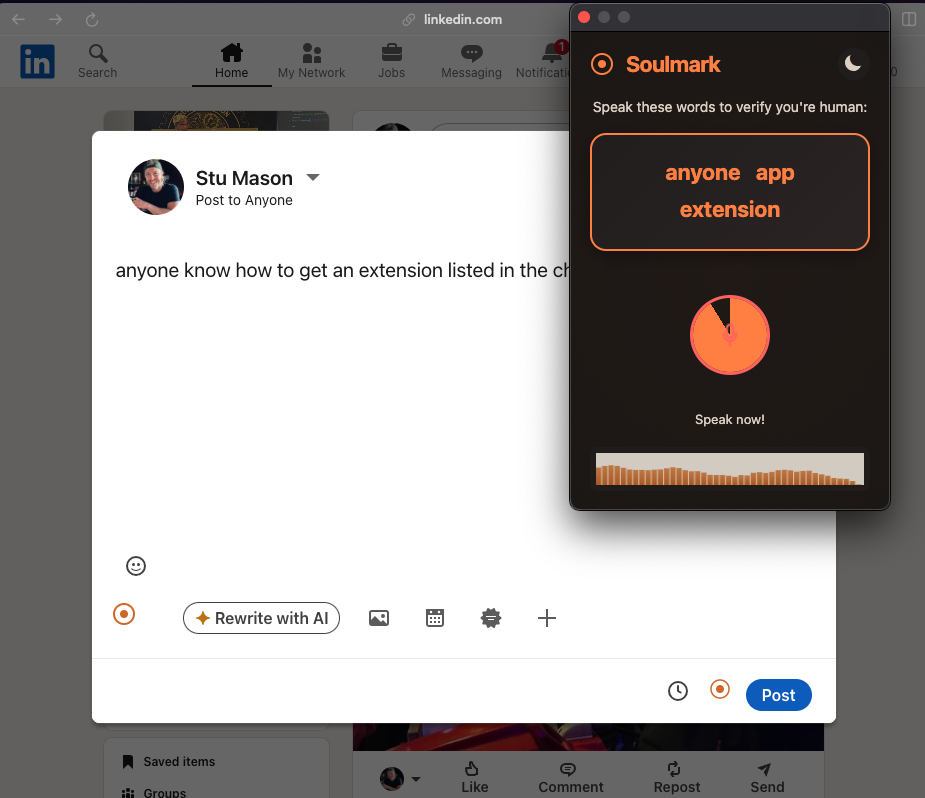 linkedin.com
in
Search
Home
My Network
Jobs
Messaging
1
0
Stu Mason
Post to Anyone
anyone know how to get an extension listed in the
Rewrite with AI
Post
Saved items
Groups
Like
Comment
Repost
Send
Soulmark
Speak these words to verify you're human:
anyone app
extension
Speak now!